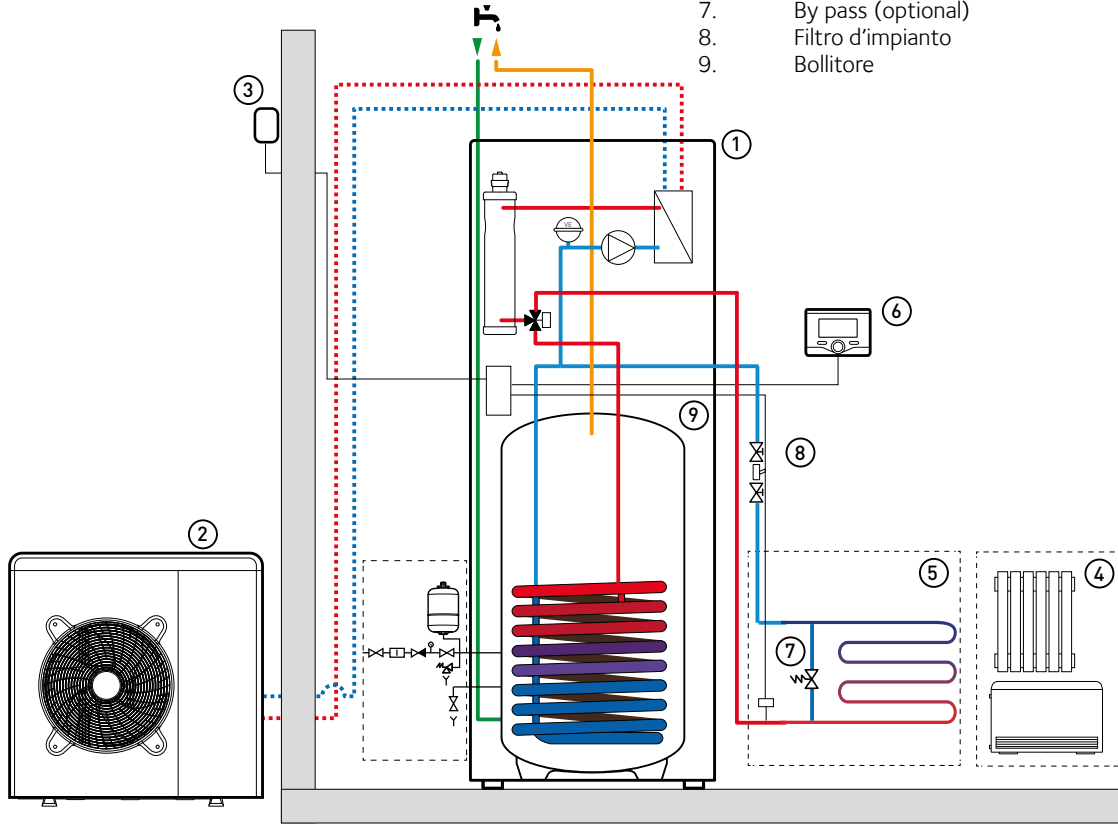 7. By pass (optional)
8. Filtro d’impianto
9. Bollitore
3
1
VE
6
9
8
2
5
4
7